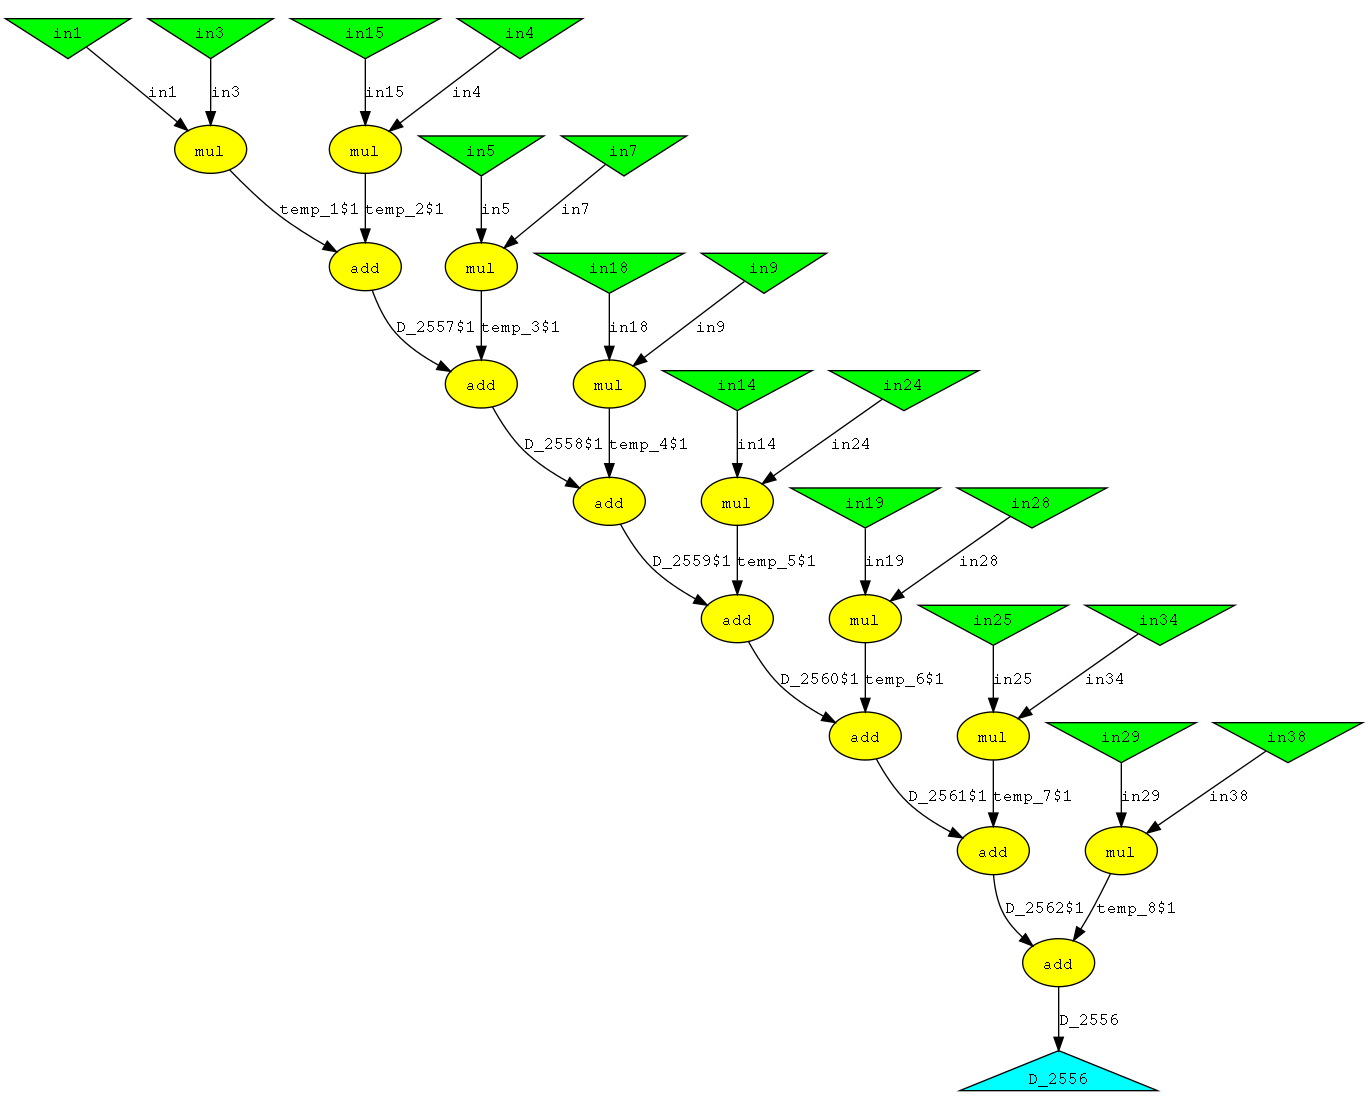 in1 in3 in15 in4
in1 in3 in15 in4
mul mul in5 in7
temp_1$1 temp_2$1 in5 in7
add mul in18 in9
D_2557$1 temp_3$1 in18 in9
add mul in14 in24
D_2558$1 temp_4$1 in14 in24
add mul in19 in28
D_2559$1 temp_5$1 in19 in28
add mul in25 in34
D_2560$1 temp_6$1 in25 in34
add mul in29 in38
D_2561$1 temp_7$1 in29 in38
add mul
D_2562$1 temp_8$1
add
D_2556
D_2556